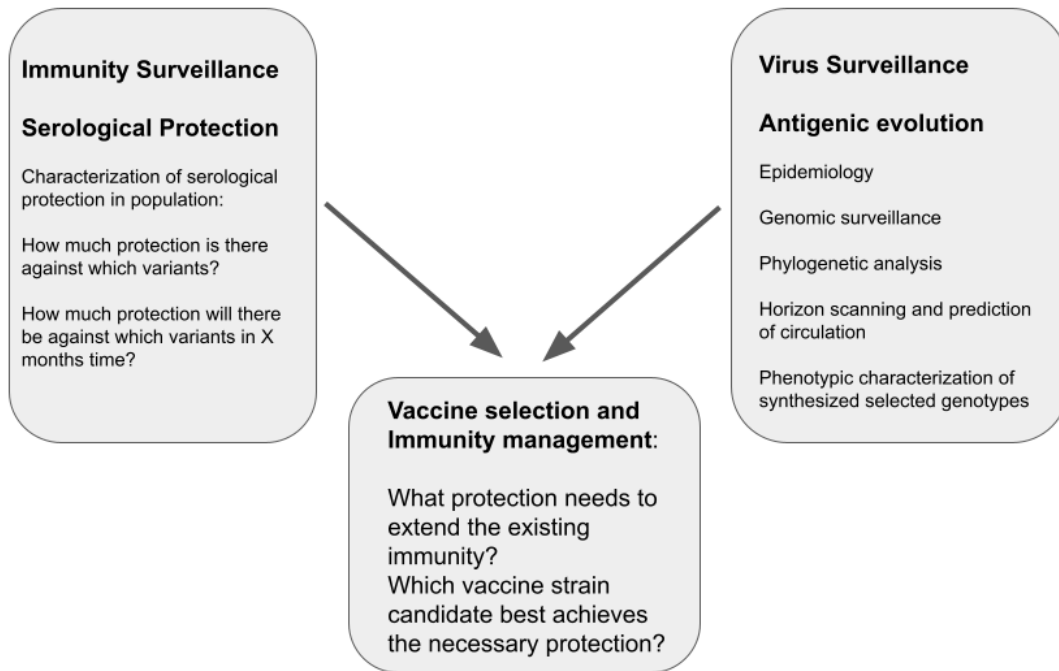 Immunity Surveillance
Serological Protection
Characterization of serological
protection in population:
How much protection is there
against which variants?
How much protection will there
be against which variants in X
months time?
Virus Surveillance
Antigenic evolution
Epidemiology
Genomic surveillance
Phylogenetic analysis
Horizon scanning and prediction
of circulation
Phenotypic characterization of
synthesized selected genotypes
Vaccine selection and
Immunity management:
What protection needs to
extend the existing
immunity?
Which vaccine strain
candidate best achieves
the necessary protection?